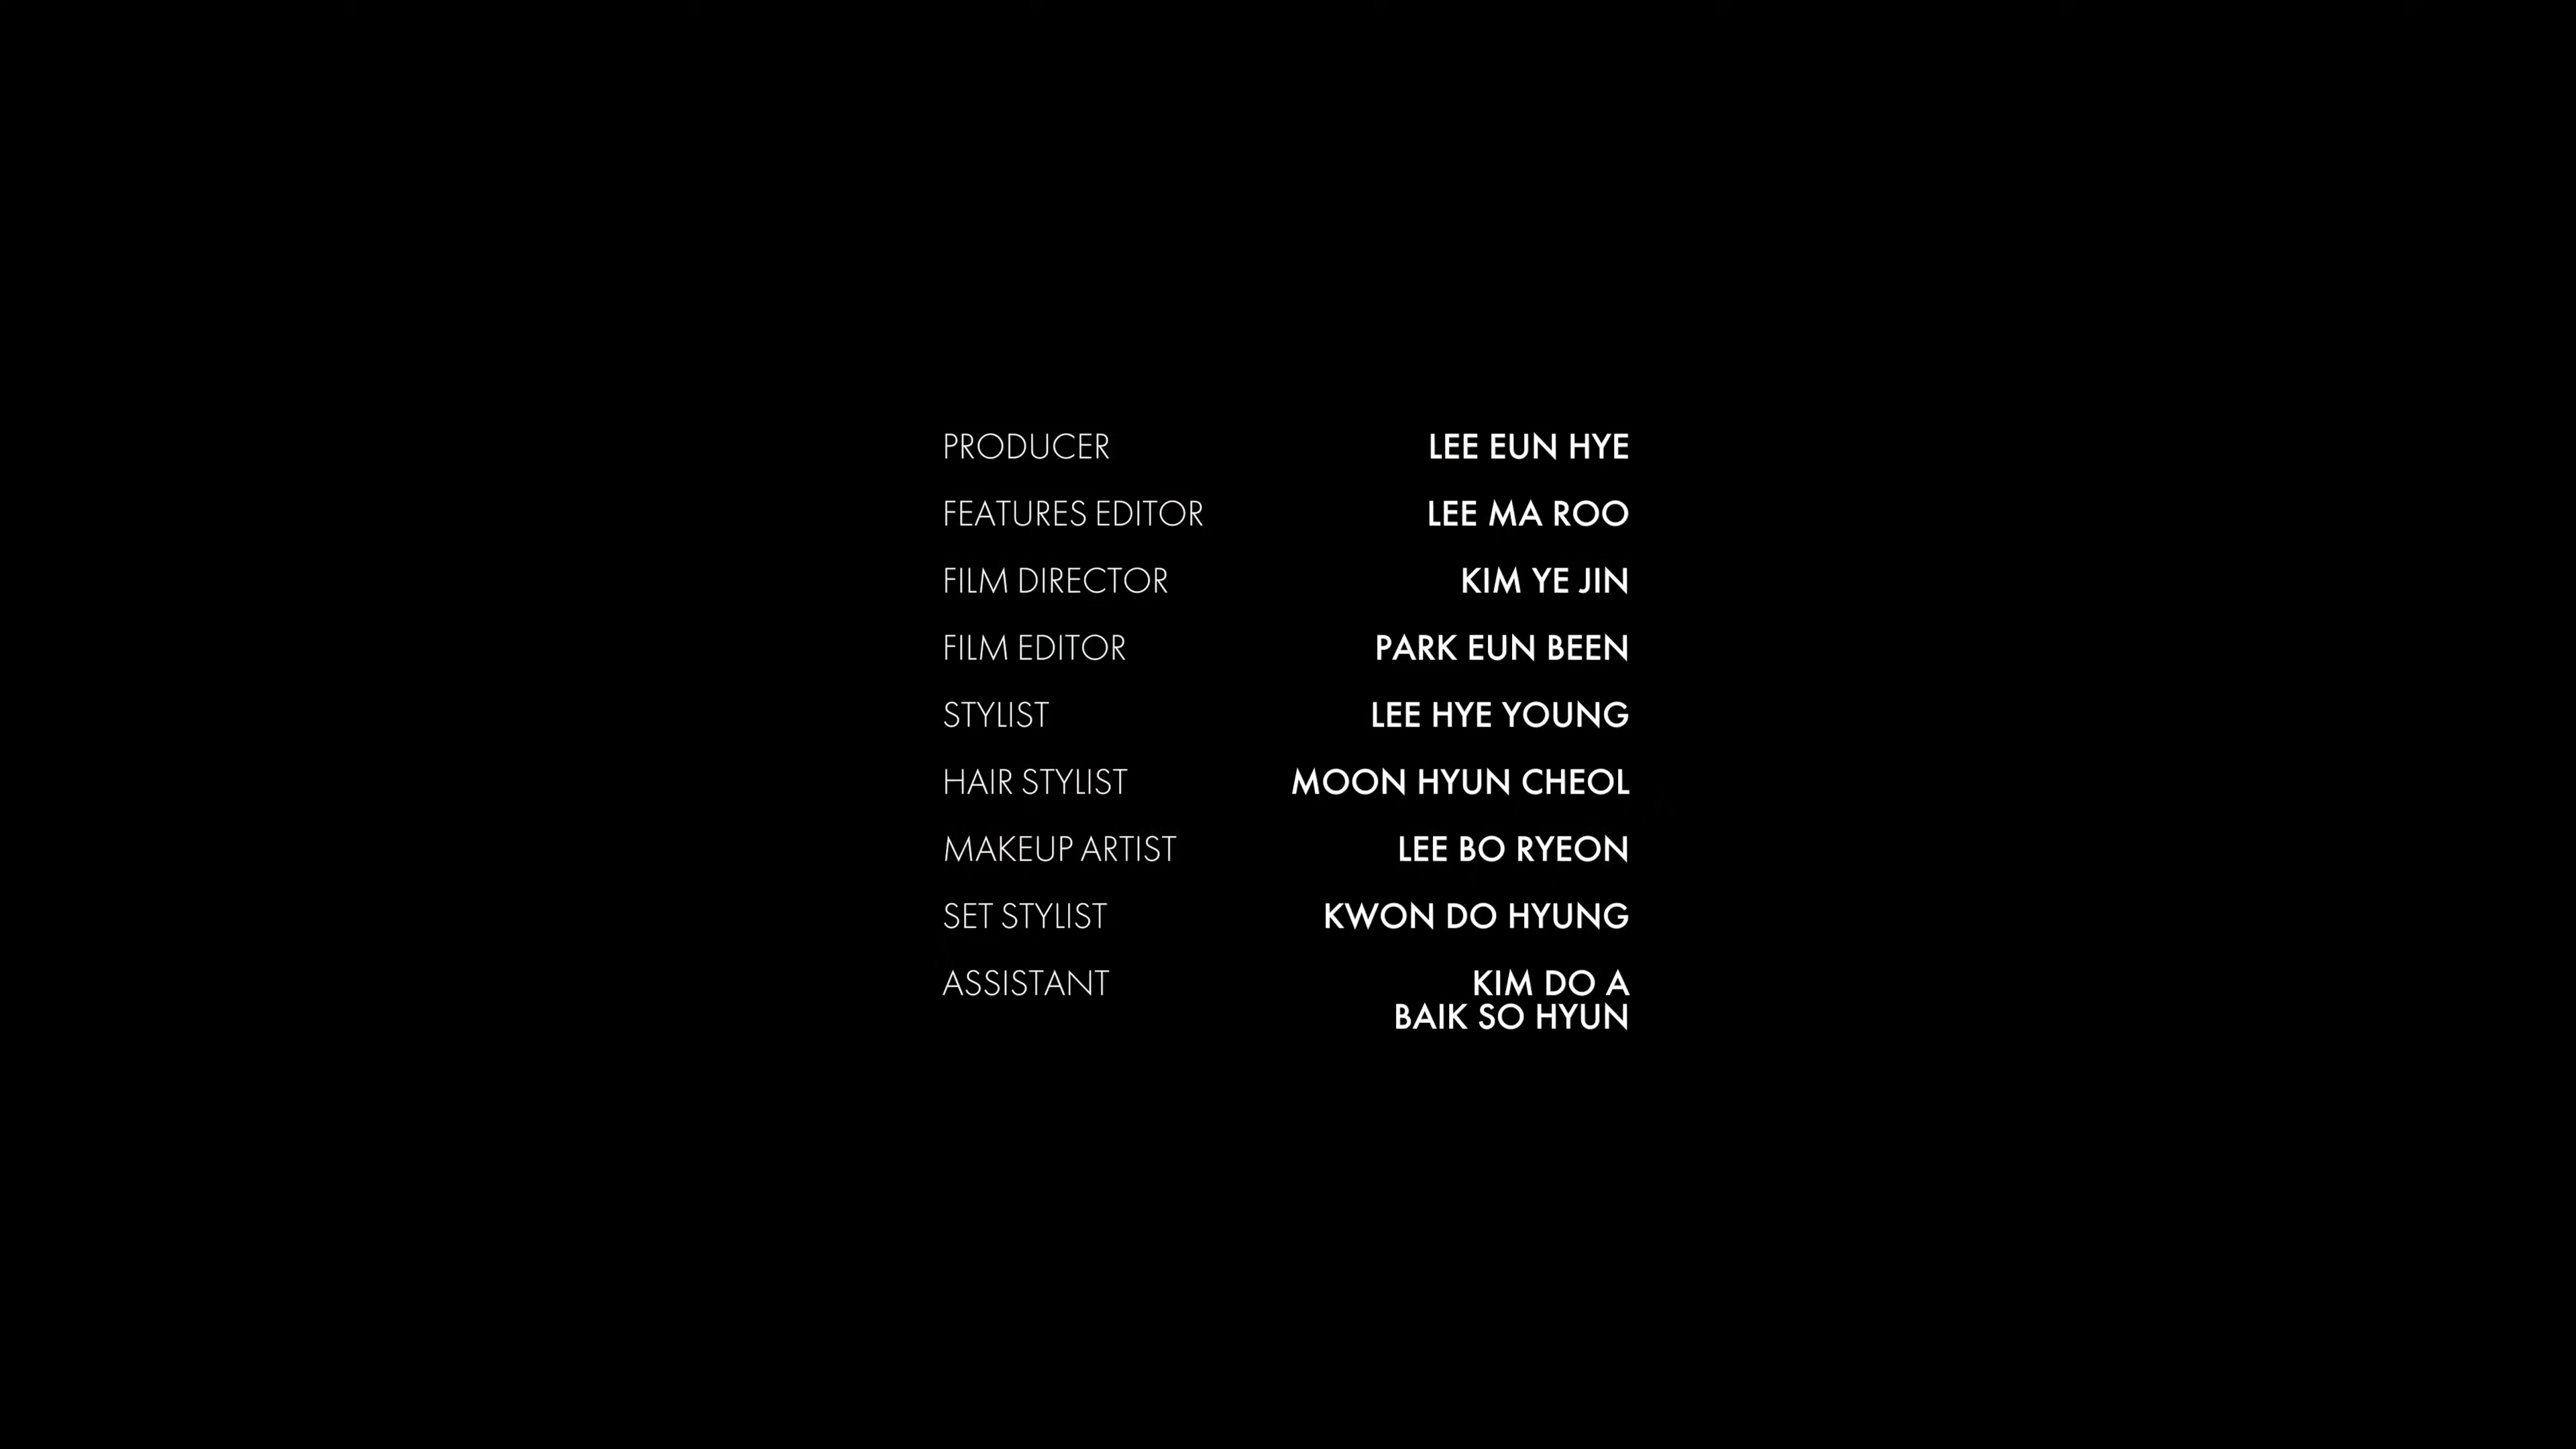 PRODUCER LEE EUN HYE
FEATURES EDITOR LEE MA ROO
FILM DIRECTOR KIM YE JIN
FILM EDITOR PARK EUN BEEN
STYLIST LEE HYE YOUNG
HAIR STYLIST MOON HYUN CHEOL
MAKEUP ARTIST LEE BO RYEON
SET STYLIST KWON DO HYUNG
ASSISTANT KIM DO A
BAIK SO HYUN